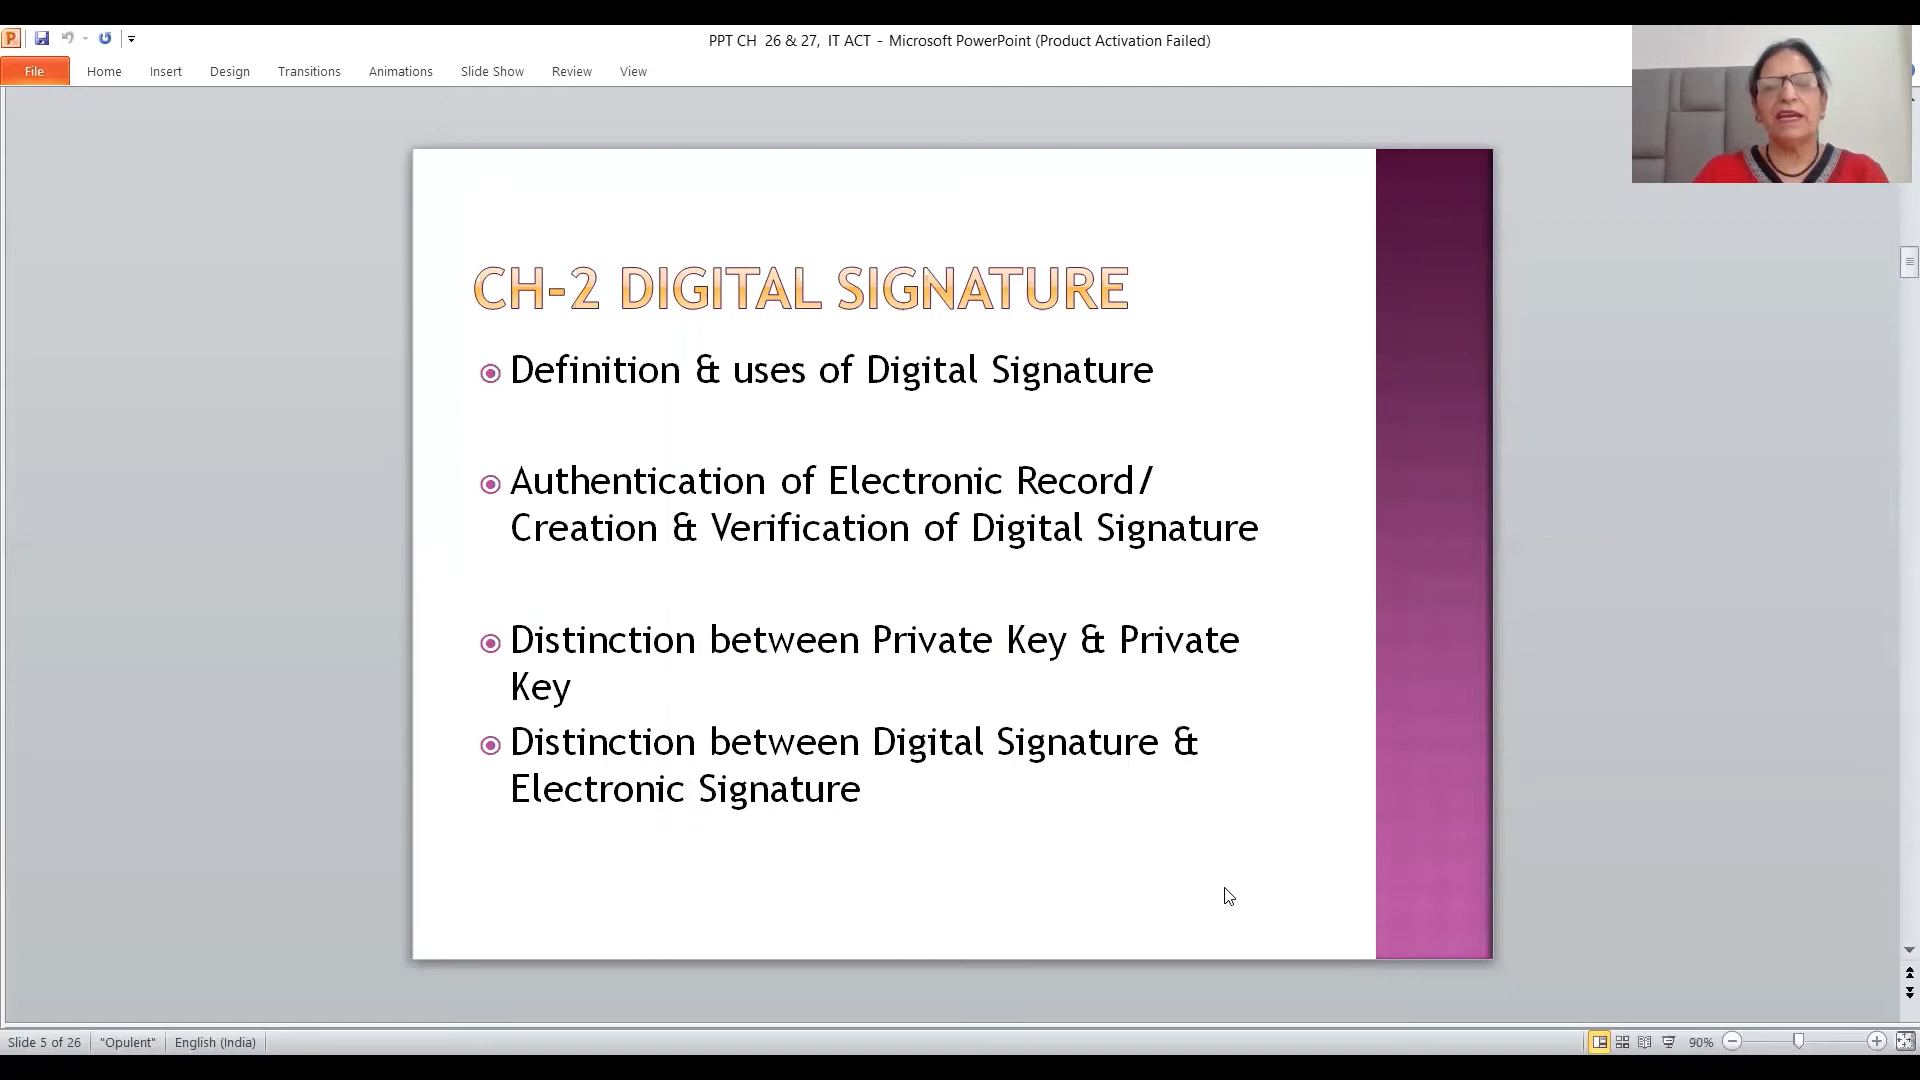 PPT CH 26 & 27, IT ACT - Microsoft PowerPoint (Product Activation Failed)
File Home Insert Design Transitions Animations Slide Show Review View
CH-2 DIGITAL SIGNATURE
Definition & uses of Digital Signature
Authentication of Electronic Record/
Creation & Verification of Digital Signature
Distinction between Private Key & Private
Key
Distinction between Digital Signature &
Electronic Signature
Slide 5 of 26 "Opulent" English (India) 90%